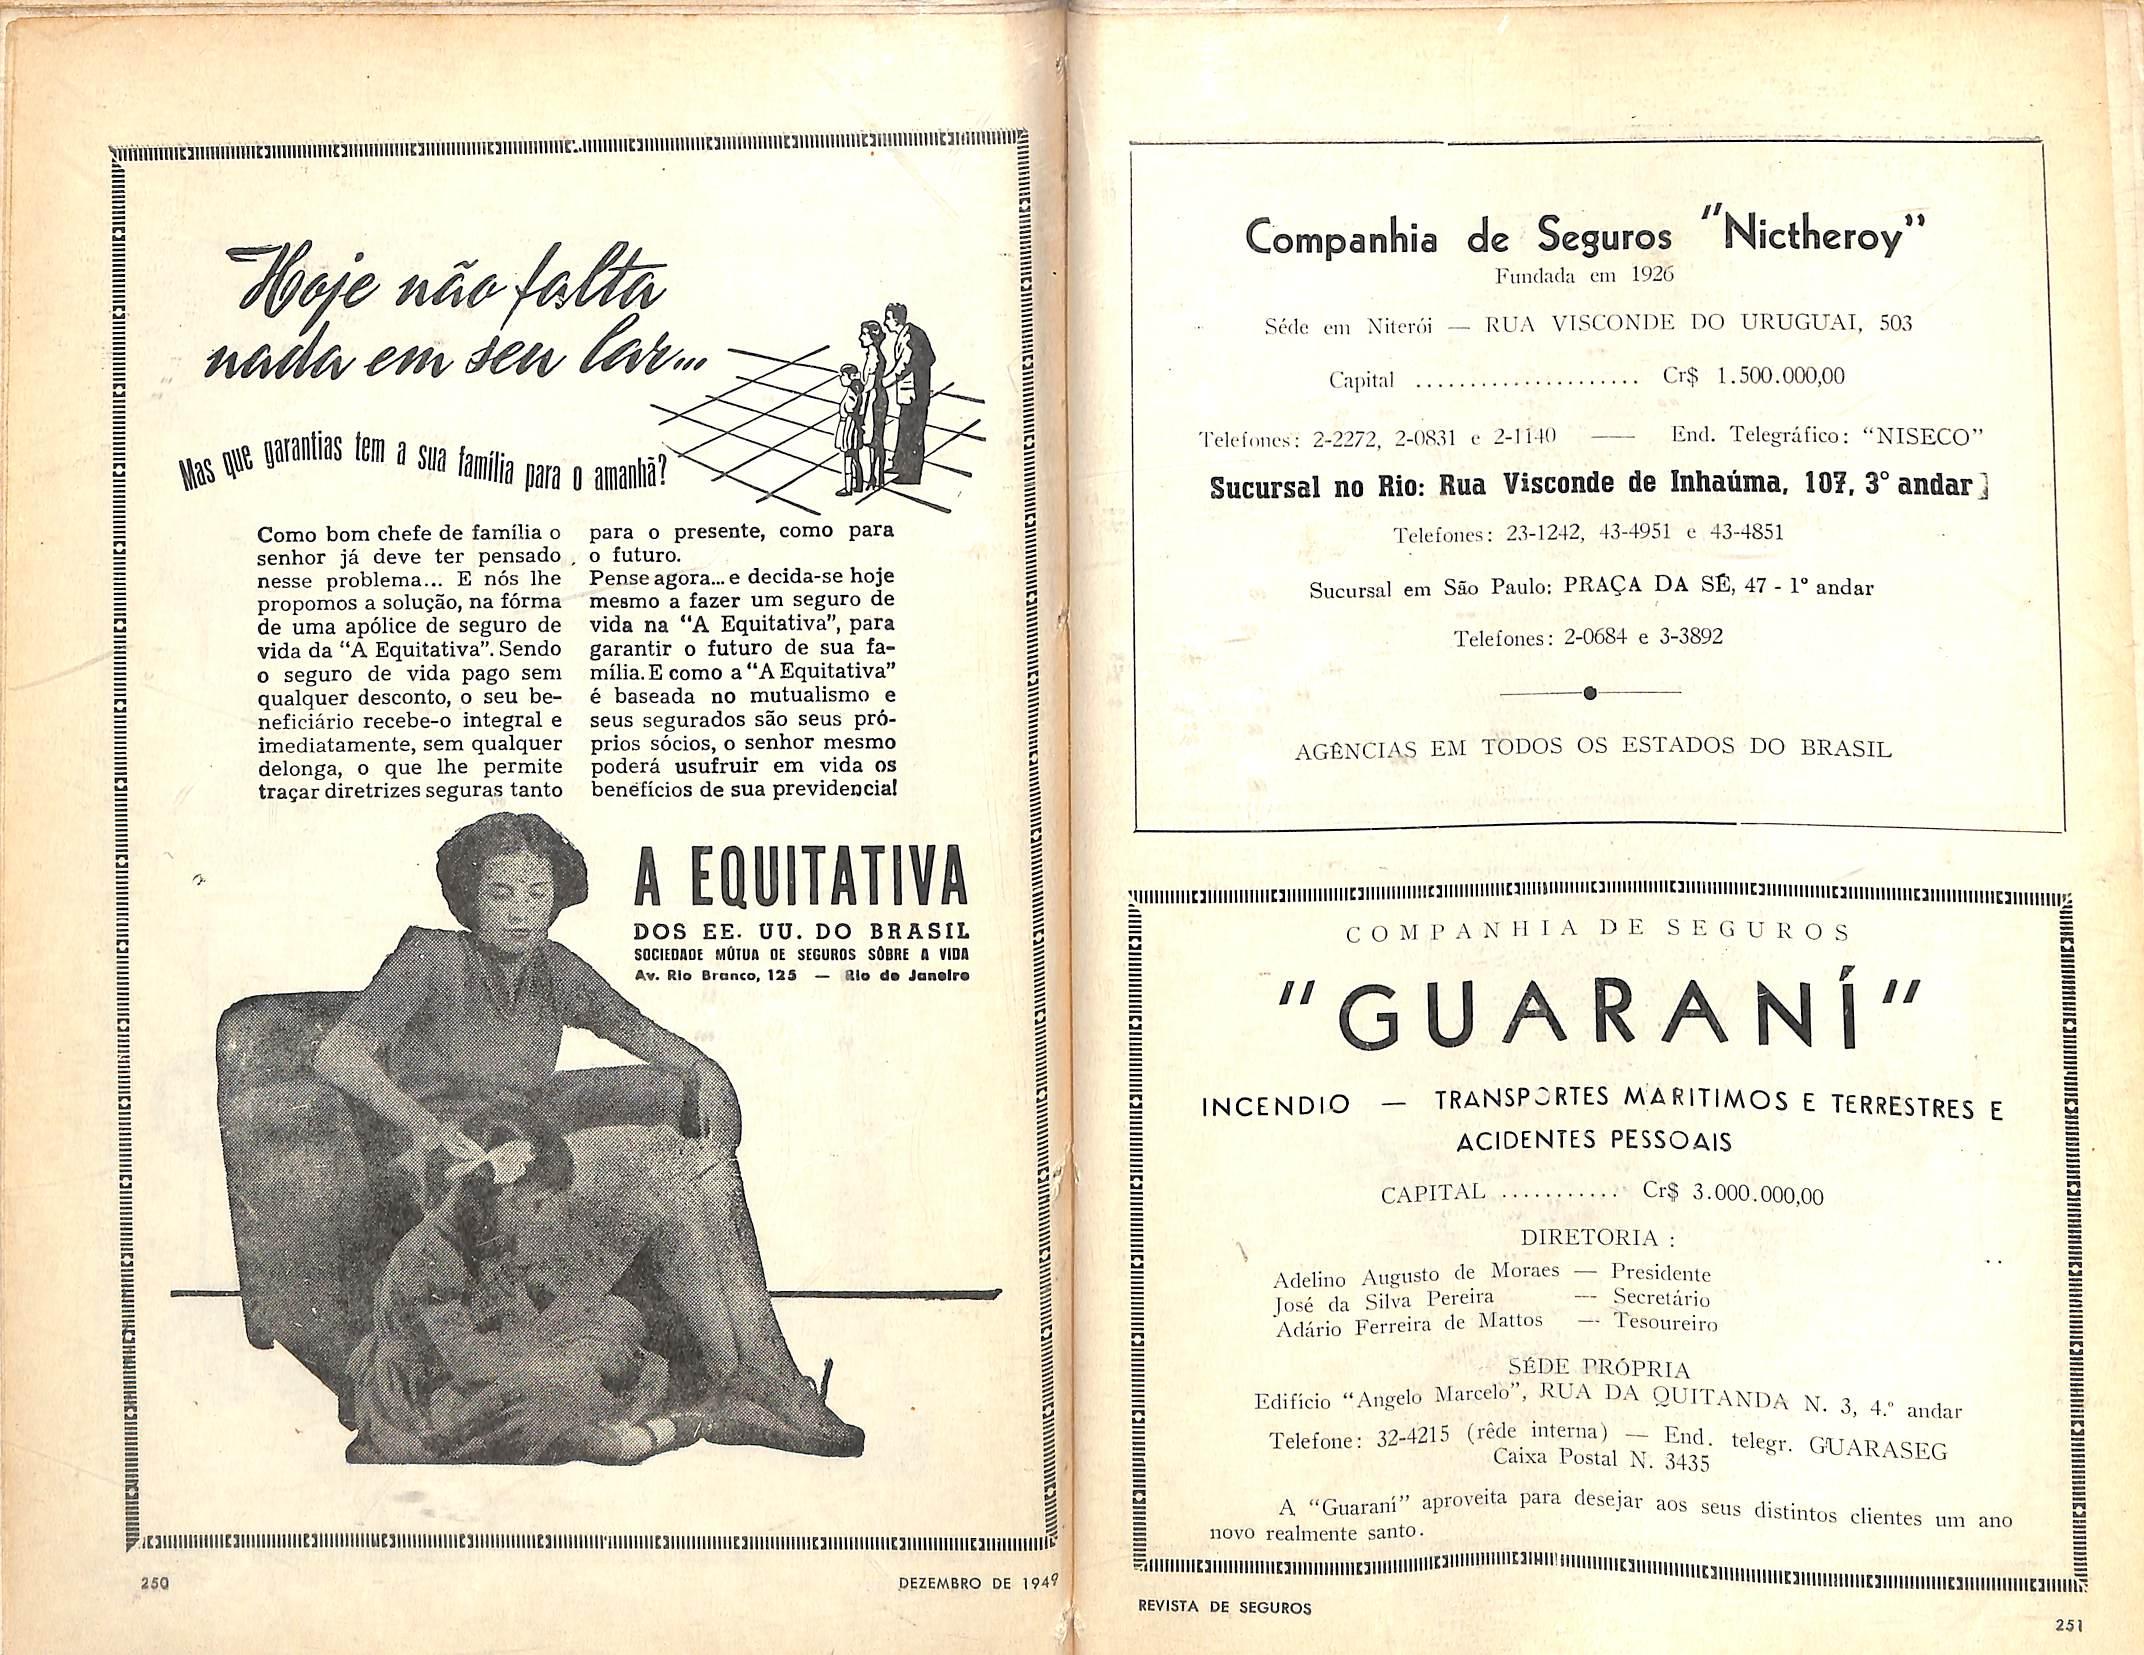 Hoje não falta
nada em seu lar...
Mas que garantias tem a sua família para o amanhã?
Como bom chefe de família o
senhor já deve ter pensado
nesse problema... E nós lhe
propomos a solução, na fórma
de uma apólice de seguro de
vida da "A Equitativa". Sendo
o seguro de vida pago sem
qualquer desconto, o seu be-
neficiário recebe-o integral e
imediatamente, sem qualquer
delonga, o que lhe permite
traçar diretrizes seguras tanto
para o presente, como para
o futuro.
Pense agora... e decida-se hoje
mesmo a fazer um seguro de
vida na "A Equitativa", para
garantir o futuro de sua fa-
mília. E como a "A Equitativa"
é baseada no mutualismo e
seus segurados são seus pró-
prios sócios, o senhor mesmo
poderá usufruir em vida os
benefícios de sua previdencia!
A EQUITATIVA
DOS EE. UU. DO BRASIL
SOCIEDADE MÚTUA DE SEGUROS SÔBRE A VIDA
Av. Rio Branco, 125 — Rio de Janeiro
250
DEZEMBRO DE 1949
Companhia de Seguros "Nictheroy"
Fundada em 1926
Séde em Niterói — RUA VISCONDE DO URUGUAI, 503
Capital ..................... Cr$ 1.500.000,00
Telefones: 2-2272, 2-0831 e 2-1140 —— End. Telegráfico: "NISECO"
Sucursal no Rio: Rua Visconde de Inhaúma, 107, 3º andar
Telefones: 23-1242, 43-4951 e 43-4851
Sucursal em São Paulo: PRAÇA DA SÉ, 47 - 1º andar
Telefones: 2-0684 e 3-3892
AGÊNCIAS EM TODOS OS ESTADOS DO BRASIL
COMPANHIA DE SEGUROS
"GUARANÍ"
INCENDIO — TRANSPORTES MARITIMOS E TERRESTRES E
ACIDENTES PESSOAIS
CAPITAL ........... Cr$ 3.000.000,00
DIRETORIA :
Adelino Augusto de Moraes — Presidente
José da Silva Pereira — Secretário
Adário Ferreira de Mattos — Tesoureiro
SÉDE PRÓPRIA
Edifício "Angelo Marcelo", RUA DA QUITANDA N. 3, 4.º andar
Telefone: 32-4215 (rêde interna) — End. telegr. GUARASEG
Caixa Postal N. 3435
A "Guaraní" aproveita para desejar aos seus distintos clientes um ano
novo realmente santo.
REVISTA DE SEGUROS
251